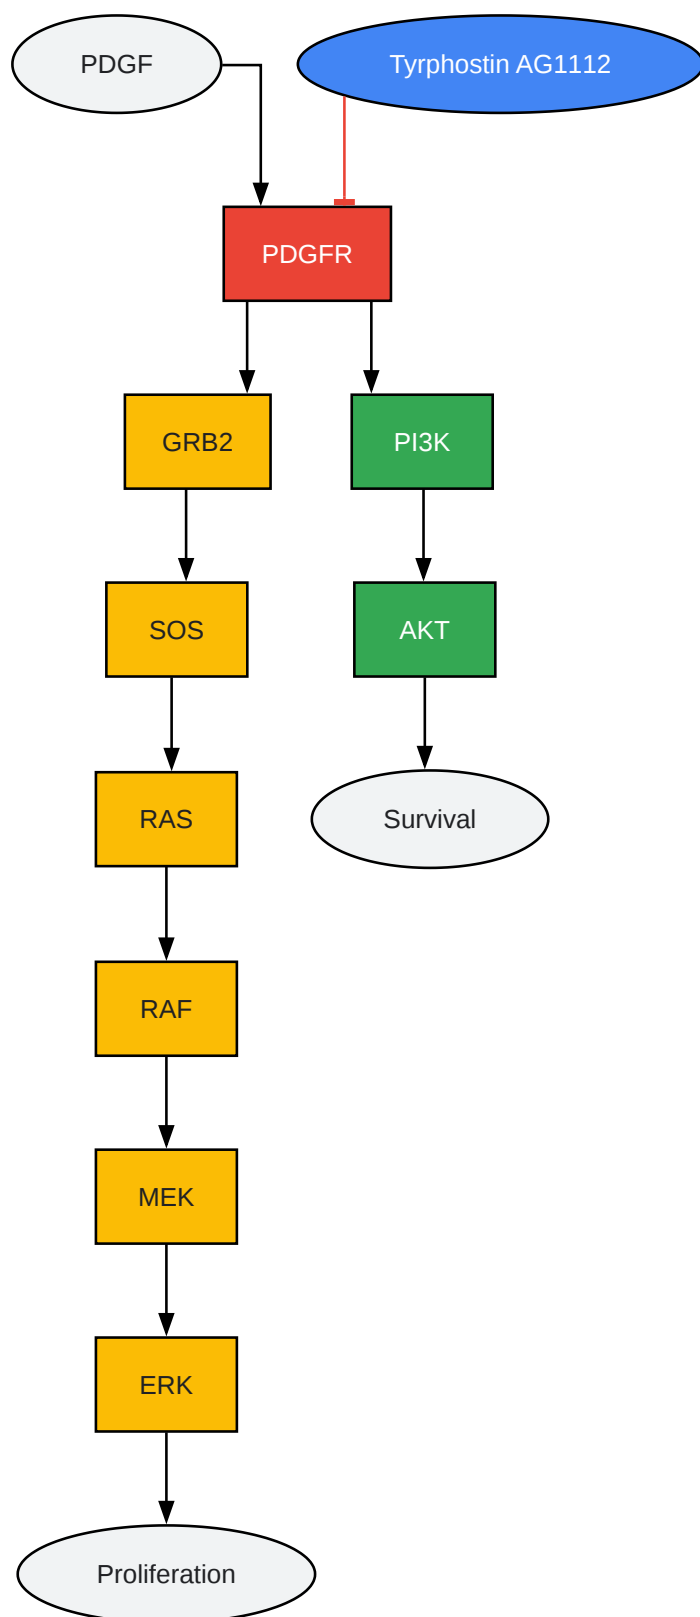 PDGF
Tyrphostin AG1112
PDGFR
GRB2
PI3K
SOS
AKT
RAS
Survival
RAF
MEK
ERK
Proliferation